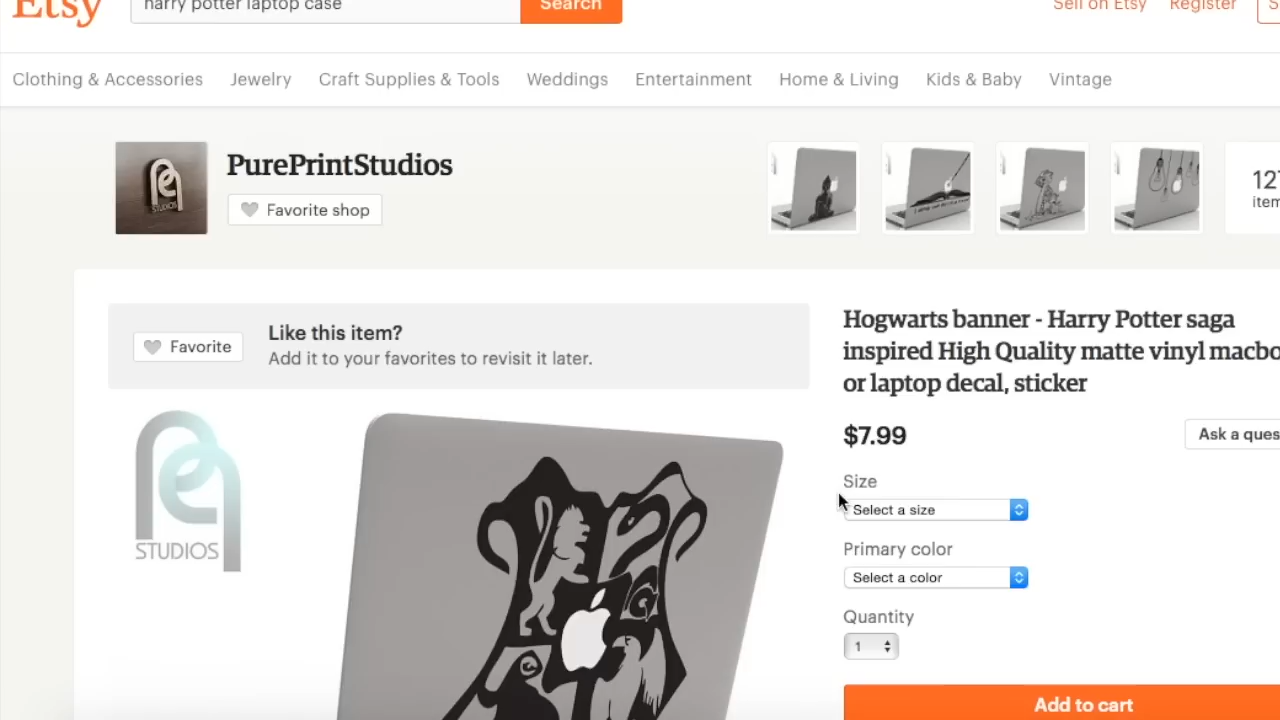 Etsy
harry potter laptop case
Search
Sell on Etsy
Register
S
Clothing & Accessories
Jewelry
Craft Supplies & Tools
Weddings
Entertainment
Home & Living
Kids & Baby
Vintage
STUDIOS
PurePrintStudios
Favorite shop
127
item
Favorite
Like this item?
Add it to your favorites to revisit it later.
Hogwarts banner - Harry Potter saga
inspired High Quality matte vinyl macbo
or laptop decal, sticker
$7.99
Ask a ques
Size
Select a size
Primary color
Select a color
Quantity
1
Add to cart
STUDIOS